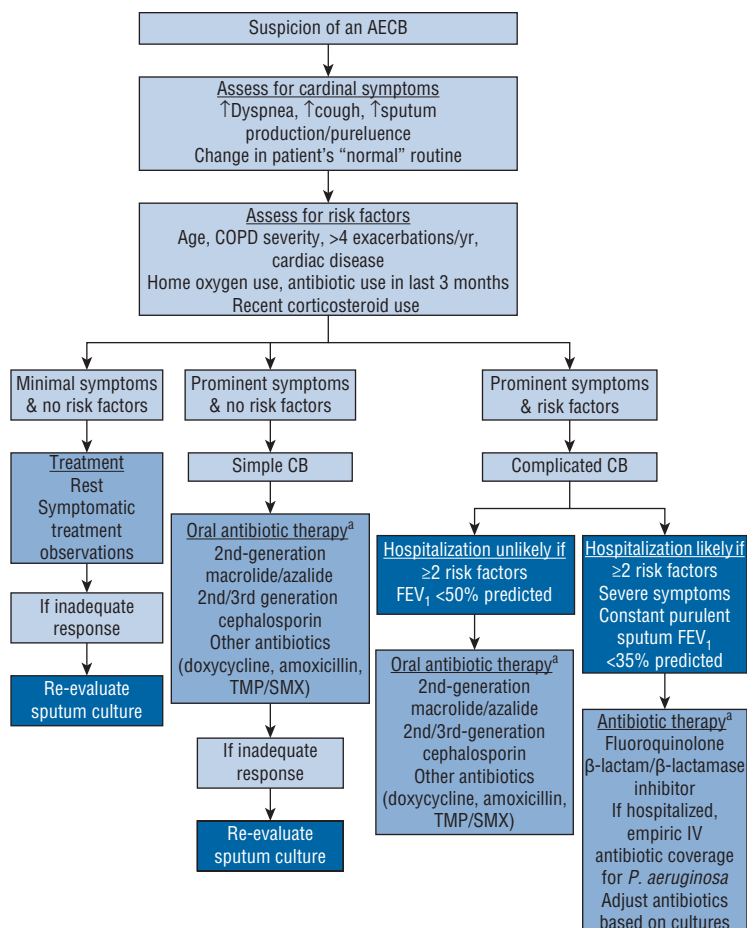 Suspicion of an AECB
Assess for cardinal symptoms
↑Dyspnea, ↑cough, ↑sputum
production/pureluence
Change in patient's “normal” routine
Assess for risk factors
Age, COPD severity, >4 exacerbations/yr,
cardiac disease
Home oxygen use, antibiotic use in last 3 months
Recent corticosteroid use
Minimal symptoms
& no risk factors
Treatment
Rest
Symptomatic
treatment
observations
If inadequate
response
Re-evaluate
sputum culture
Prominent symptoms
& no risk factors
Simple CB
Oral antibiotic therapyᵃ
2nd-generation
macrolide/azalide
2nd/3rd generation
cephalosporin
Other antibiotics
(doxycycline, amoxicillin,
TMP/SMX)
If inadequate
response
Re-evaluate
sputum culture
Prominent symptoms
& risk factors
Complicated CB
Hospitalization unlikely if
≥2 risk factors
FEV₁ <50% predicted
Oral antibiotic therapyᵃ
2nd-generation
macrolide/azalide
2nd/3rd-generation
cephalosporin
Other antibiotics
(doxycycline, amoxicillin,
TMP/SMX)
Hospitalization likely if
≥2 risk factors
Severe symptoms
Constant purulent
sputum FEV₁
<35% predicted
Antibiotic therapyᵃ
Fluoroquinolone
β-lactam/β-lactamase
inhibitor
If hospitalized,
empiric IV
antibiotic coverage
for P. aeruginosa
Adjust antibiotics
based on cultures